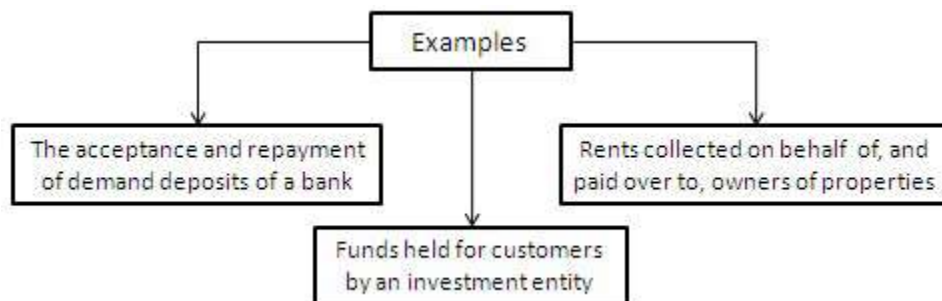 Examples
The acceptance and repayment
of demand deposits of a bank
Rents collected on behalf of, and
paid over to, owners of properties
Funds held for customers
by an investment entity